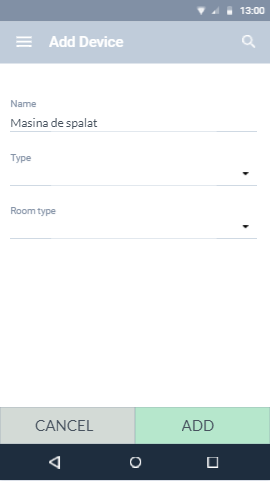 13:00
Add Device
Name
Masina de spalat
Type
Room type
CANCEL
ADD